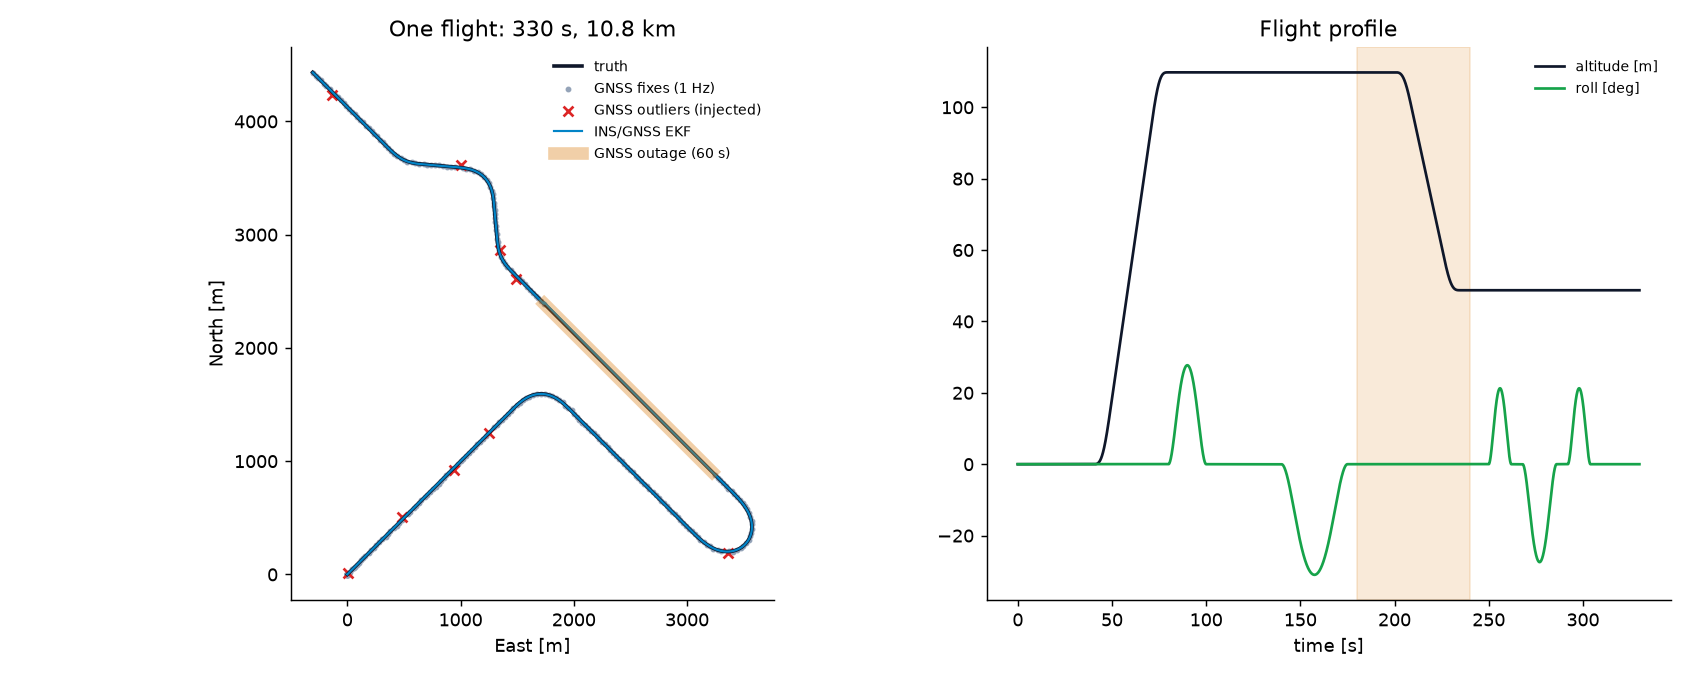 One flight: 330 s, 10.8 km
truth
GNSS fixes (1 Hz)
GNSS outliers (injected)
INS/GNSS EKF
GNSS outage (60 s)
4000
3000
2000
1000
0
North [m]
0 1000 2000 3000
East [m]
Flight profile
altitude [m]
roll [deg]
100
80
60
40
20
0
−20
0 50 100 150 200 250 300
time [s]